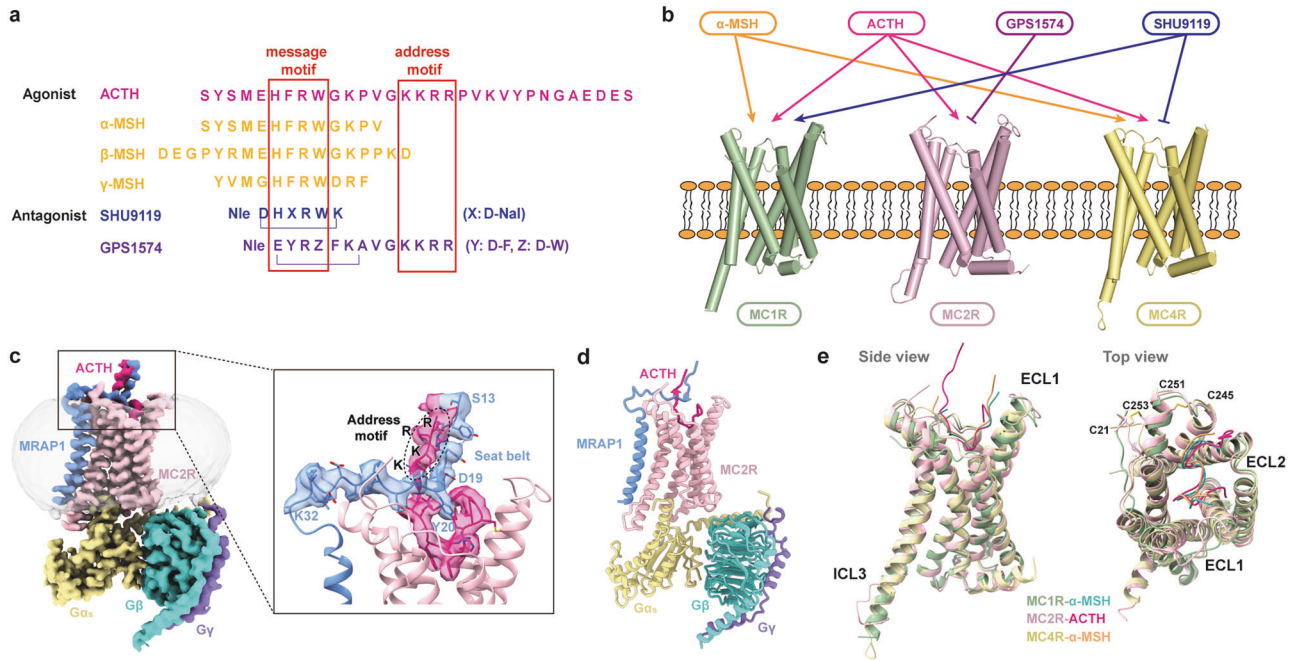 a
message motif
address motif
Agonist
ACTH S Y S M E H F R W G K P V G K K R R P V K V Y P N G A E D E S
α-MSH S Y S M E H F R W G K P V
β-MSH D E G P Y R M E H F R W G K P P K D
γ-MSH Y V M G H F R W D R F
Antagonist
SHU9119 Nle D H X R W K (X: D-Nal)
GPS1574 Nle E Y R Z F K A V G K K R R (Y: D-F, Z: D-W)
b
α-MSH ACTH GPS1574 SHU9119
MC1R MC2R MC4R
c
ACTH
MRAP1
MC2R
Gαs
Gβ
Gγ
Address motif
R
R
K
K
S13
Seat belt
D19
Y20
K32
d
ACTH
MRAP1
MC2R
Gαs
Gβ
Gγ
e
Side view
ECL1
ICL3
Top view
C251
C253
C245
C21
ECL2
ECL1
MC1R-α-MSH
MC2R-ACTH
MC4R-α-MSH